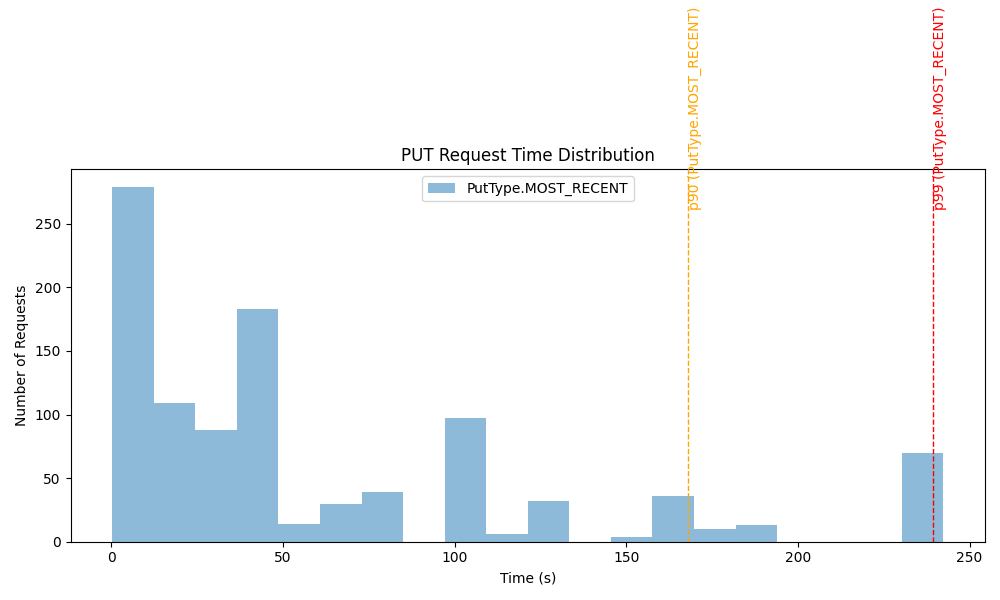 p90 (PutType.MOST_RECENT)
p99 (PutType.MOST_RECENT)
PUT Request Time Distribution
PutType.MOST_RECENT
Number of Requests
250
200
150
100
50
0
0
50
100
150
200
250
Time (s)